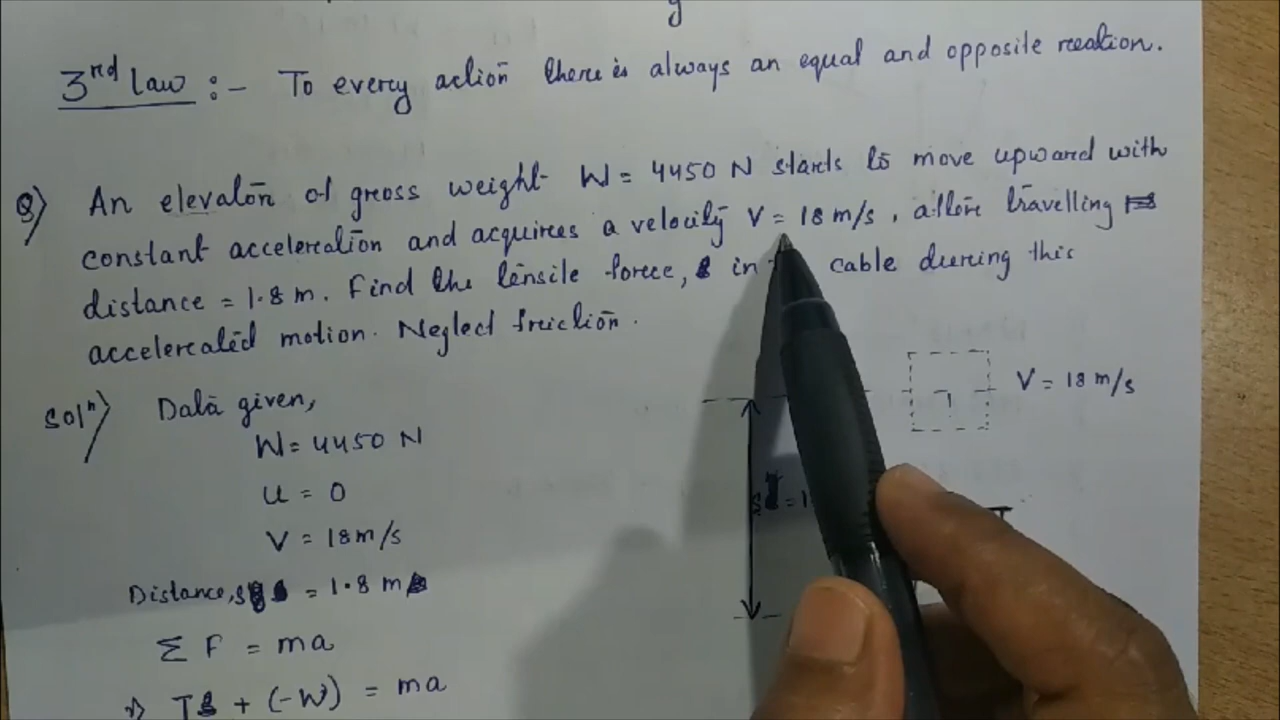 3rd Law :- To every action there is always an equal and opposite reaction.
Q) An elevator of gross weight W = 4450 N starts to move upward with
constant acceleration and acquires a velocity V = 18 m/s, after travelling
distance = 1.8 m. Find the tensile force, in cable during this
accelerated motion. Neglect friction.
Solⁿ) Data given,
W = 4450 N
u = 0
V = 18 m/s
Distance, s = 1.8 m
Σ F = ma
⇒ T + (-W) = ma
V = 18 m/s
s = 1